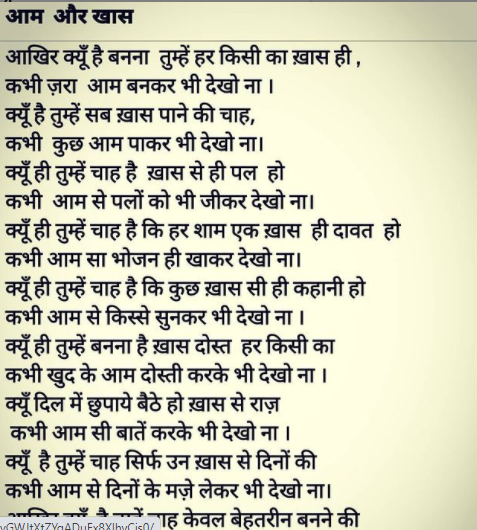 आम और खास
आखिर क्यूँ है बनना तुम्हें हर किसी का ख़ास ही ,
कभी ज़रा आम बनकर भी देखो ना ।
क्यूँ है तुम्हें सब ख़ास पाने की चाह,
कभी कुछ आम पाकर भी देखो ना।
क्यूँ ही तुम्हें चाह है ख़ास से ही पल हो
कभी आम से पलों को भी जीकर देखो ना।
क्यूँ ही तुम्हें चाह है कि हर शाम एक ख़ास ही दावत हो
कभी आम सा भोजन ही खाकर देखो ना।
क्यूँ ही तुम्हें चाह है कि कुछ ख़ास सी ही कहानी हो
कभी आम से किस्से सुनकर भी देखो ना ।
क्यूँ ही तुम्हें बनना है ख़ास दोस्त हर किसी का
कभी खुद के आम दोस्ती करके भी देखो ना ।
क्यूँ दिल में छुपाये बैठे हो ख़ास से राज़
कभी आम सी बातें करके भी देखो ना ।
क्यूँ है तुम्हें चाह सिर्फ उन ख़ास से दिनों की
कभी आम से दिनों के मज़े लेकर भी देखो ना।
केवल बेहतरीन बनने की